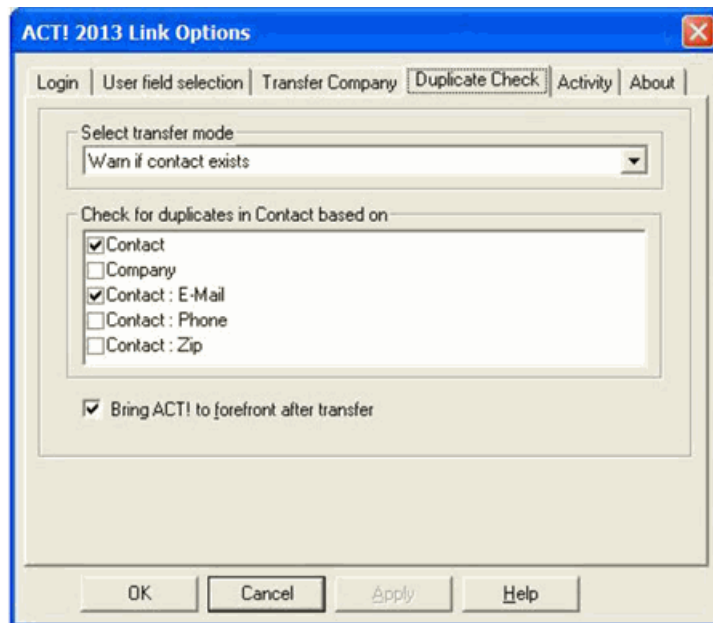 ACT! 2013 Link Options
Login User field selection Transfer Company Duplicate Check Activity About
Select transfer mode
Warn if contact exists
Check for duplicates in Contact based on
Contact
Company
Contact : E-Mail
Contact : Phone
Contact : Zip
Bring ACT! to forefront after transfer
OK Cancel Apply Help